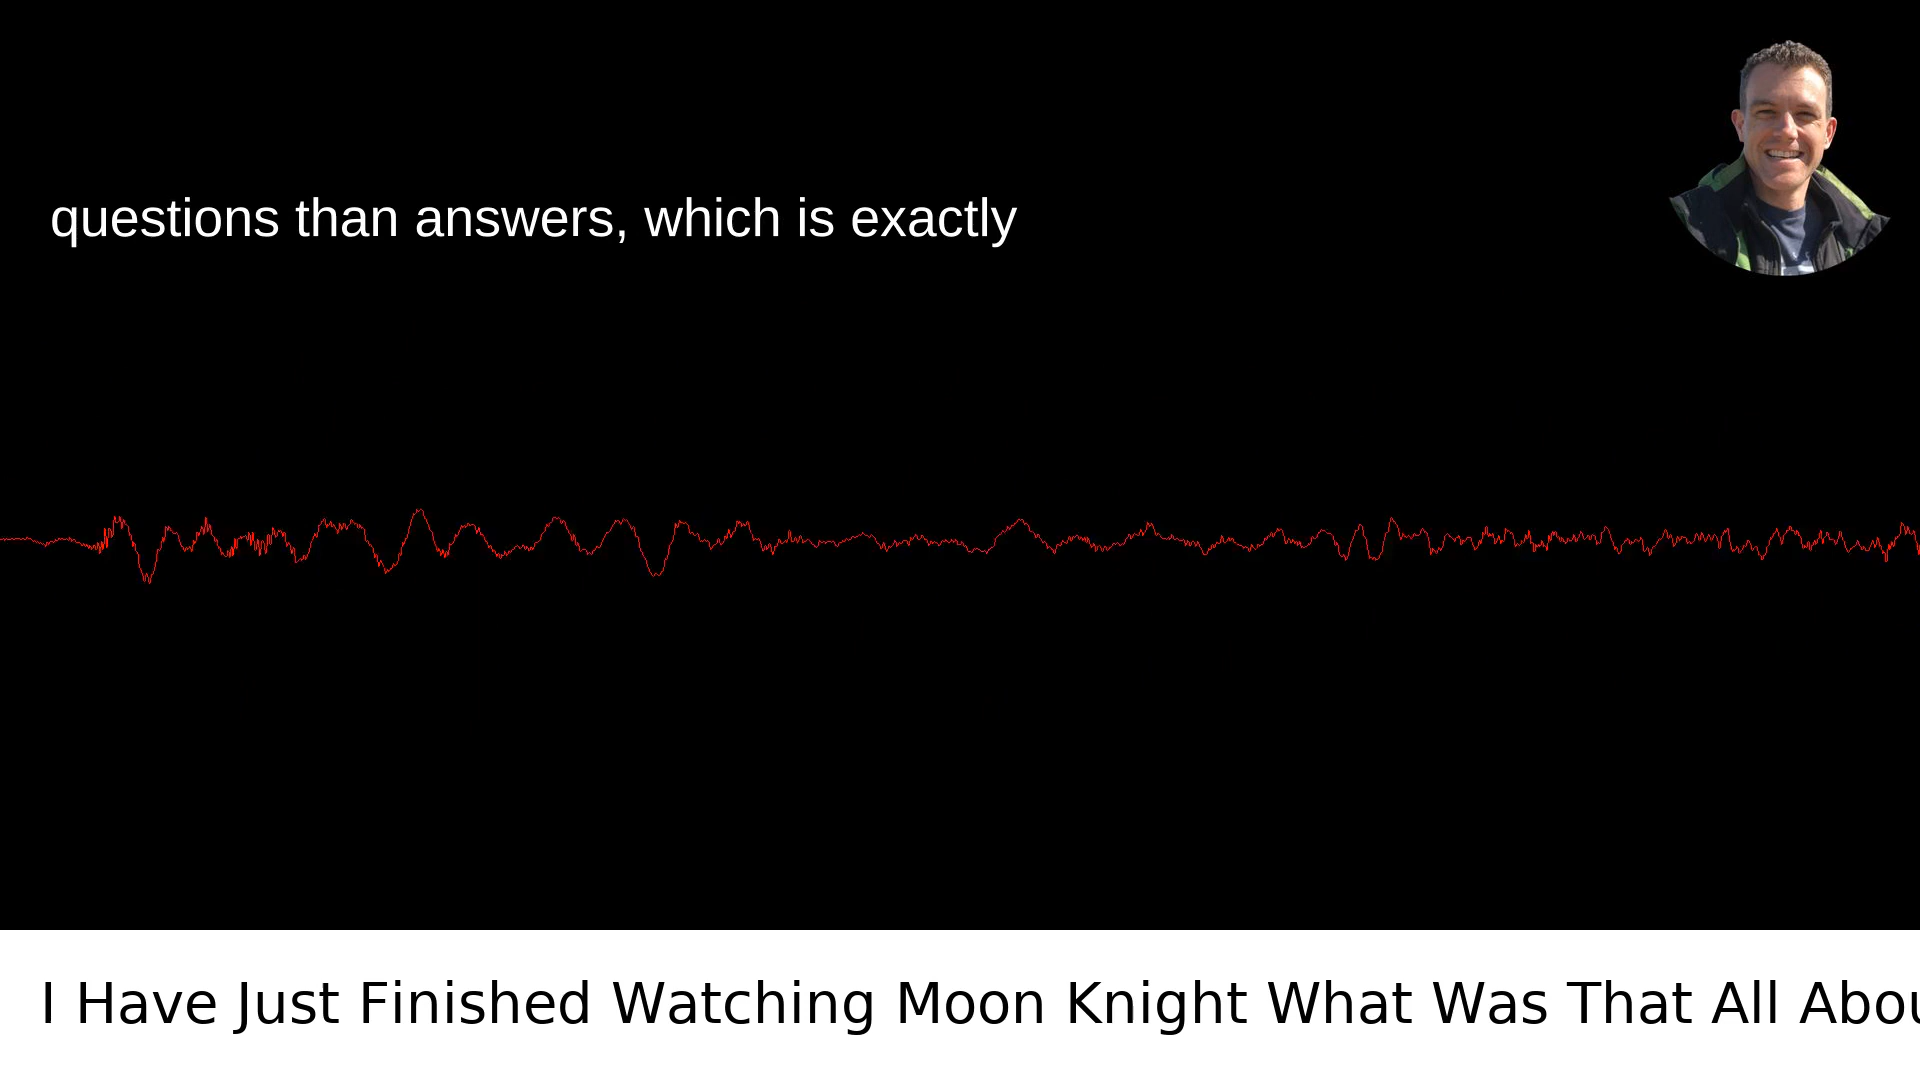 questions than answers, which is exactly
I Have Just Finished Watching Moon Knight What Was That All Abou